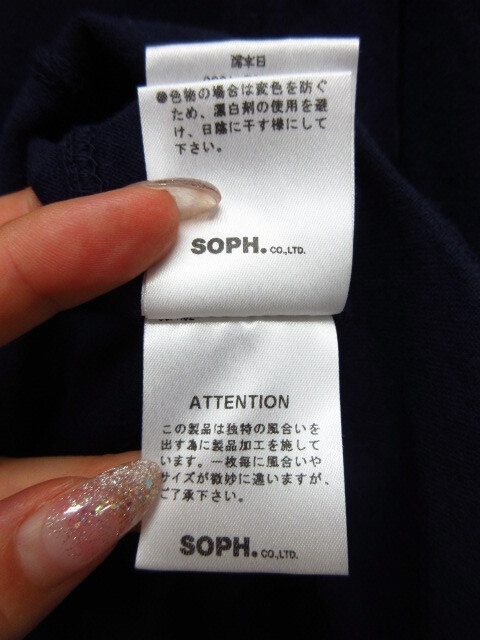 ●色物の場合は変色を防ぐ
ため、漂白剤の使用を避
け、日陰に干す様にして
下さい。
SOPH. CO.,LTD.
ATTENTION
この製品は独特の風合いを
出す為に製品加工を施して
います。一枚毎に風合いや
サイズが微妙に違いますが、
ご了承下さい。
SOPH. CO.,LTD.